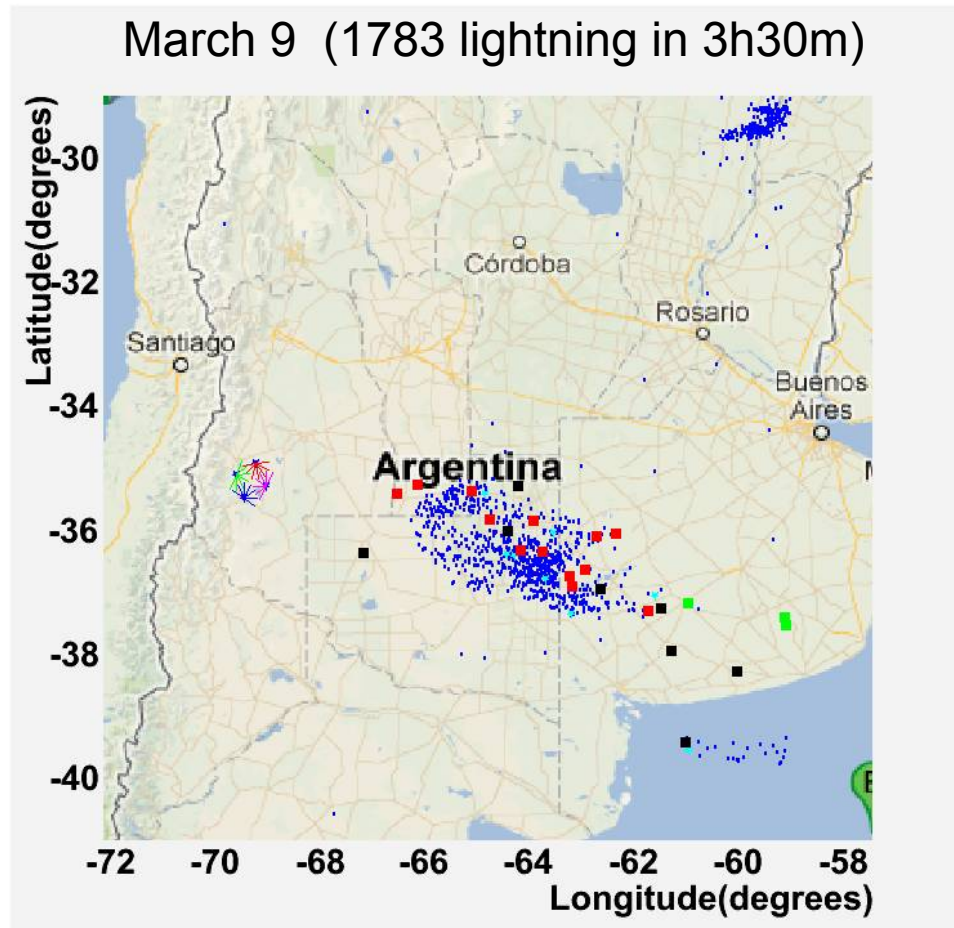 March 9 (1783 lightning in 3h30m)
Latitude(degrees)
-30
-32
-34
-36
-38
-40
Córdoba
Rosario
Santiago
Buenos
Aires
Argentina
-72 -70 -68 -66 -64 -62 -60 -58
Longitude(degrees)